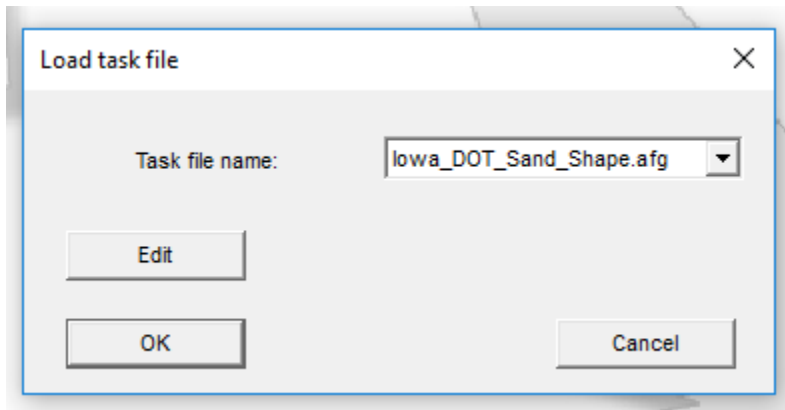 Load task file
Task file name:
Iowa_DOT_Sand_Shape.afg
Edit
OK
Cancel